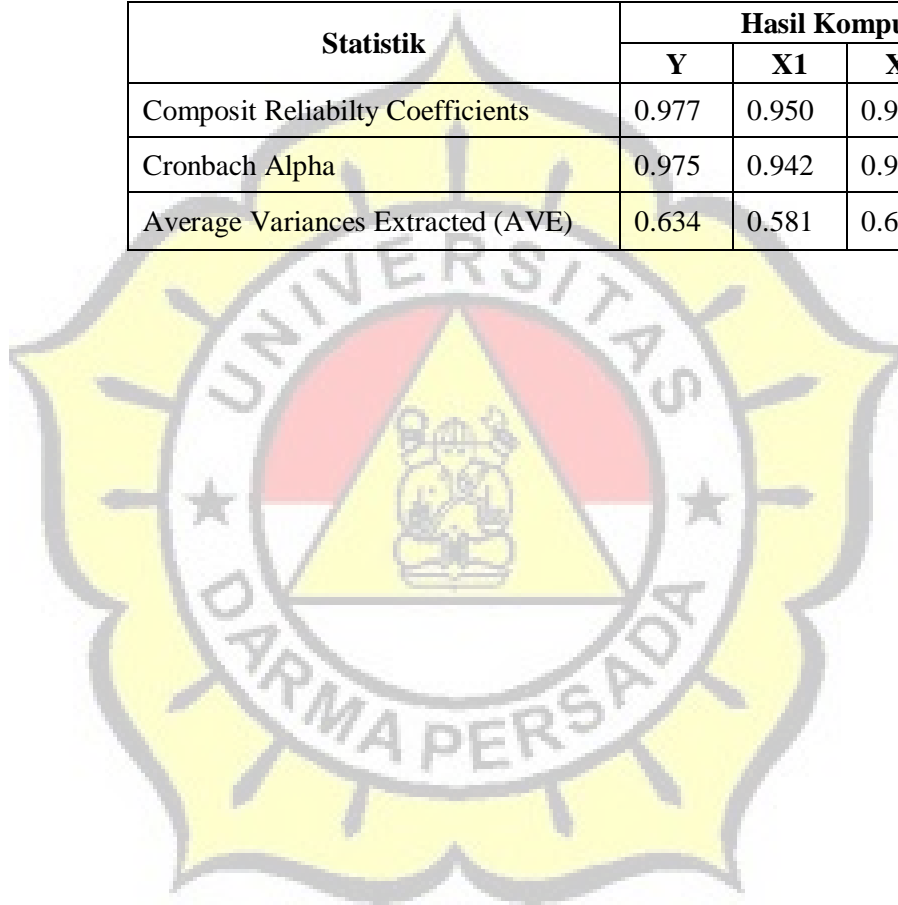 Statistik Hasil
Y X1
Composit Reliabilty Coefficients 0.977 0.950
Cronbach Alpha 0.975 0.942
Average Variances Extracted (AVE) 0.634 0.581
UNIVERSITAS
DARMA PERSADA